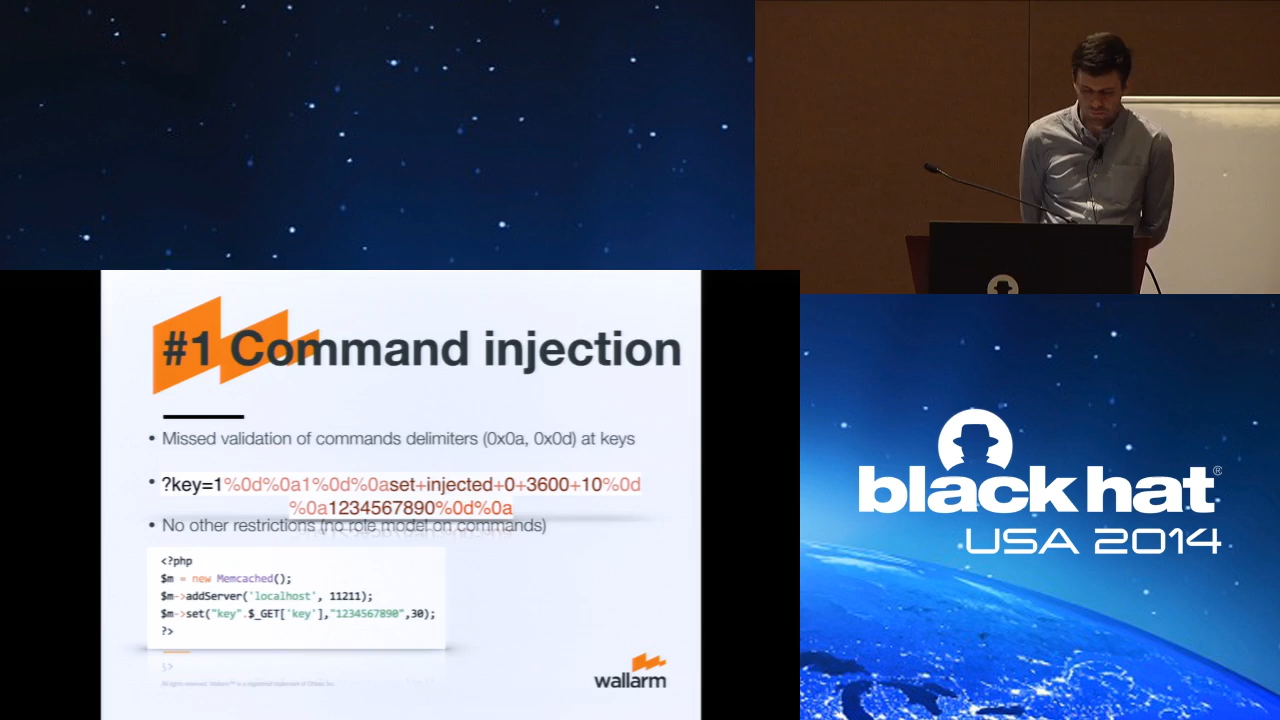 #1 Command injection
• Missed validation of commands delimiters (0x0a, 0x0d) at keys
• ?key=1%0d%0a1%0d%0aset+injected+0+3600+10%0d
%0a1234567890%0d%0a
• No other restrictions (no role model on commands)
<?php
$m = new Memcached();
$m->addServer('localhost', 11211);
$m->set("key".$_GET['key'],"1234567890",30);
?>
wallarm
black hat®
USA 2014